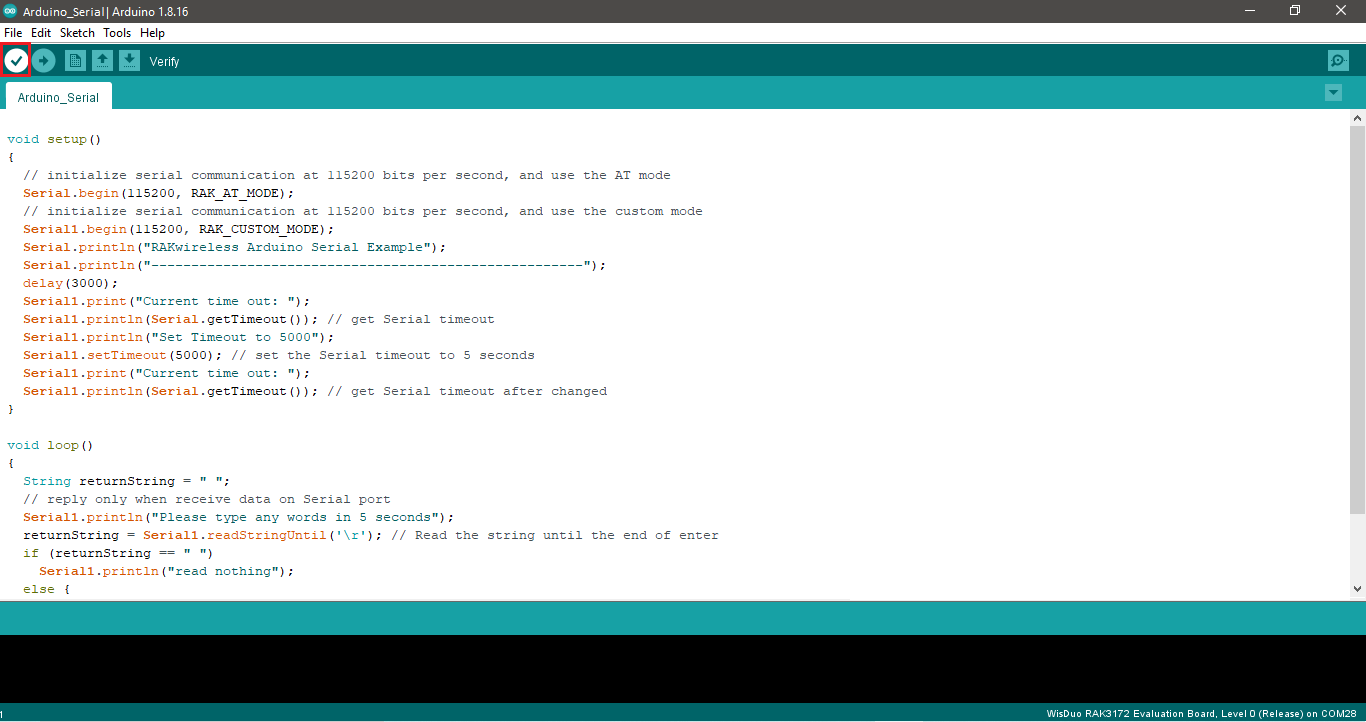 Arduino_Serial | Arduino 1.8.16
File Edit Sketch Tools Help
Verify
Arduino_Serial
void setup()
{
  // initialize serial communication at 115200 bits per second, and use the AT mode
  Serial.begin(115200, RAK_AT_MODE);
  // initialize serial communication at 115200 bits per second, and use the custom mode
  Serial1.begin(115200, RAK_CUSTOM_MODE);
  Serial.println("RAKwireless Arduino Serial Example");
  Serial.println("------------------------------------------------------");
  delay(3000);
  Serial1.print("Current time out: ");
  Serial1.println(Serial.getTimeout()); // get Serial timeout
  Serial1.println("Set Timeout to 5000");
  Serial1.setTimeout(5000); // set the Serial timeout to 5 seconds
  Serial1.print("Current time out: ");
  Serial1.println(Serial.getTimeout()); // get Serial timeout after changed
}
void loop()
{
  String returnString = " ";
  // reply only when receive data on Serial port
  Serial1.println("Please type any words in 5 seconds");
  returnString = Serial1.readStringUntil('\r'); // Read the string until the end of enter
  if (returnString == " ")
    Serial1.println("read nothing");
  else {
1
WisDuo RAK3172 Evaluation Board, Level 0 (Release) on COM28